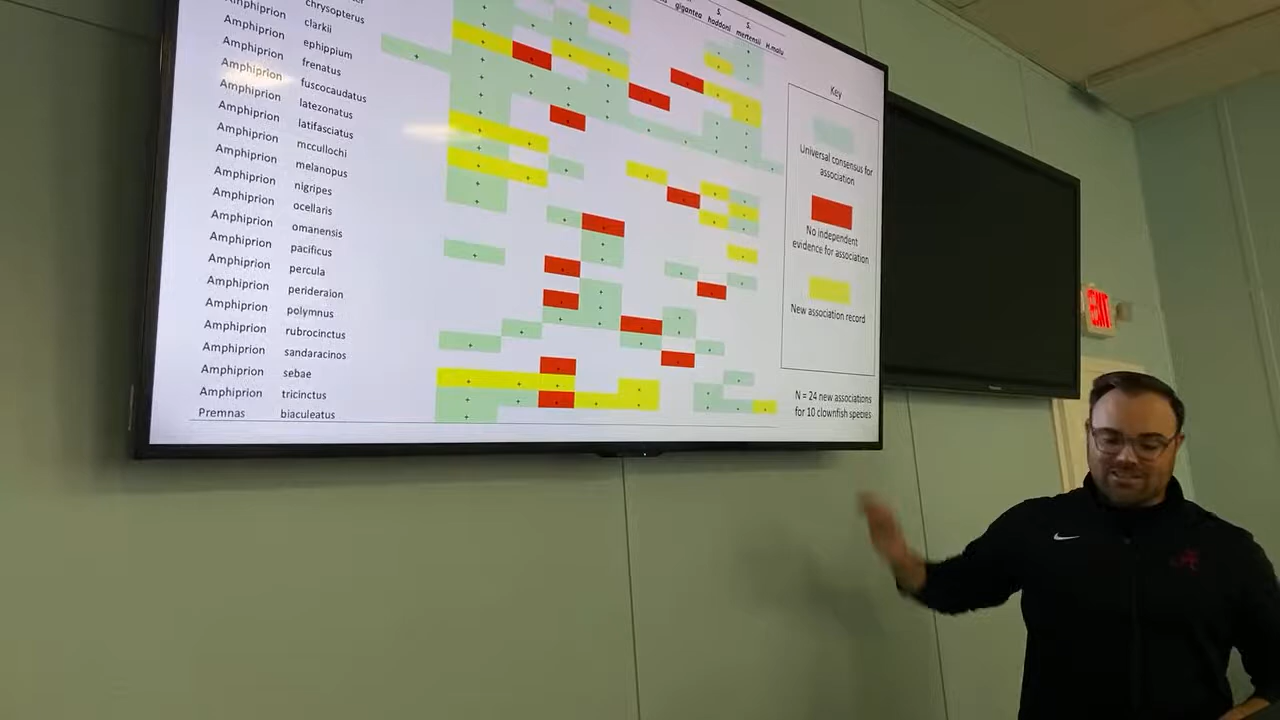 chrysopterus
Amphiprion clarkii
Amphiprion ephippium
Amphiprion frenatus
Amphiprion fuscocaudatus
Amphiprion latezonatus
Amphiprion latifasciatus
Amphiprion mccullochi
Amphiprion melanopus
Amphiprion nigripes
Amphiprion ocellaris
Amphiprion omanensis
Amphiprion pacificus
Amphiprion percula
Amphiprion perideraion
Amphiprion polymnus
Amphiprion rubrocinctus
Amphiprion sandaracinos
Amphiprion sebae
Amphiprion tricinctus
Premnas biaculeatus
gigantea
S. haddoni
S. mertensii
H.malu
Key
Universal consensus for
association
No independent
evidence for association
New association record
N = 24 new associations
for 10 clownfish species
EXIT
A